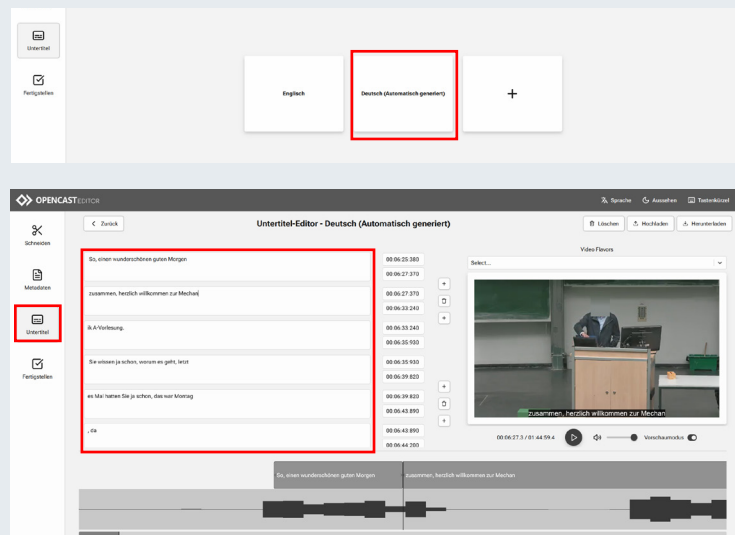 Untertitel
Fertigstellen
Englisch
Deutsch (Automatisch generiert)
+
OPENCAST EDITOR
Sprache
Aussehen
Tastenkürzel
Schneiden
Metadaten
Untertitel
Fertigstellen
Zurück
Untertitel-Editor - Deutsch (Automatisch generiert)
Löschen
Hochladen
Herunterladen
So, einen wunderschönen guten Morgen
00:06:25.380
00:06:27.370
zusammen, herzlich willkommen zur Mechan
00:06:27.370
00:06:33.240
ik A-Vorlesung.
00:06:33.240
00:06:35.930
Sie wissen ja schon, worum es geht, letzt
00:06:35.930
00:06:39.820
es Mal hatten Sie ja schon, das war Montag
00:06:39.820
00:06:43.890
, da
00:06:43.890
00:06:44.200
Video Flavors
Select...
zusammen, herzlich willkommen zur Mechan
00:06:27.3 / 01:44:59.4
Vorschaumodus
So, einen wunderschönen guten Morgen
zusammen, herzlich willkommen zur Mechan